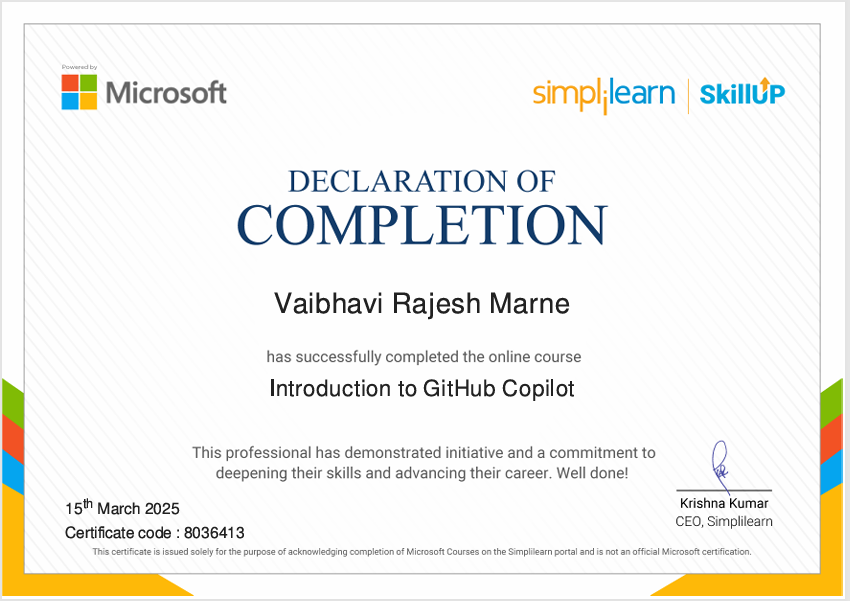 Powered by
Microsoft
simplilearn | SkillUP
DECLARATION OF
COMPLETION
Vaibhavi Rajesh Marne
has successfully completed the online course
Introduction to GitHub Copilot
This professional has demonstrated initiative and a commitment to
deepening their skills and advancing their career. Well done!
15th March 2025
Certificate code : 8036413
Krishna Kumar
CEO, Simplilearn
This certificate is issued solely for the purpose of acknowledging completion of Microsoft Courses on the Simplilearn portal and is not an official Microsoft certification.